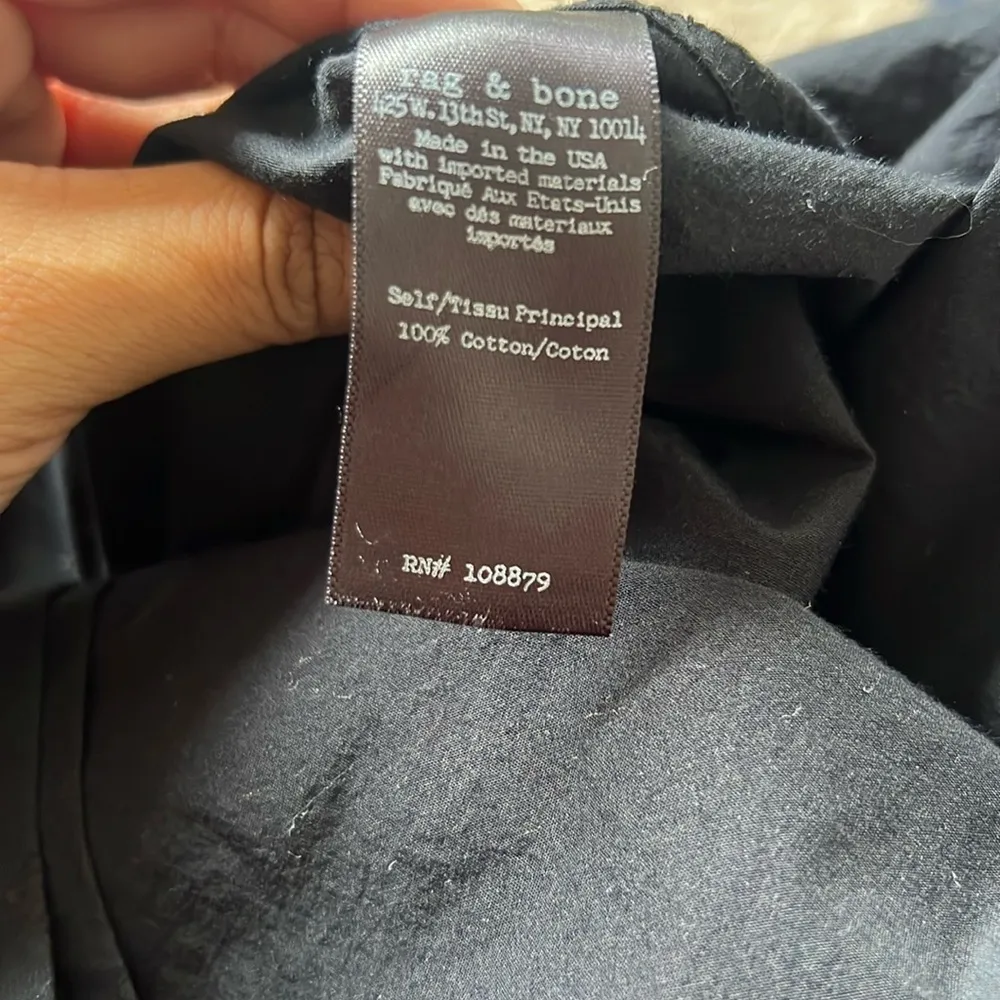 rag & bone
425 W. 13th St, NY, NY 10014
Made in the USA
with imported materials
Fabriqué Aux Etats-Unis
avec dés materiaux
importés
Self/Tissu Principal
100% Cotton/Coton
RN# 108879